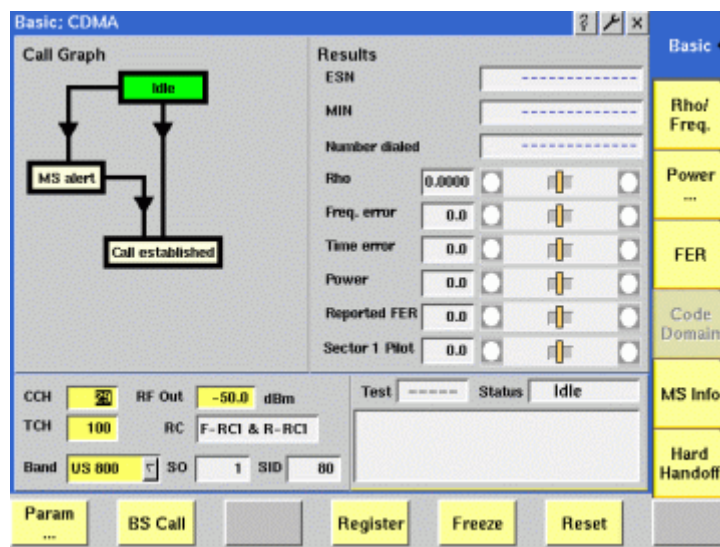 Basic: CDMA
? ×
Call Graph
Idle
MS alert
Call established
Results
ESN -------------
MIN -------------
Number dialed -------------
Rho 0.0000
Freq. error 0.0
Time error 0.0
Power 0.0
Reported FER 0.0
Sector 1 Pilot 0.0
CCH RF Out -50.0 dBm
TCH 100 RC F-RC1 & R-RC1
Band US 800 SO 1 SID 80
Test ----- Status Idle
Basic
Rho/
Freq.
Power
...
FER
Code
Domain
MS Info
Hard
Handoff
Param
...
BS Call
Register
Freeze
Reset